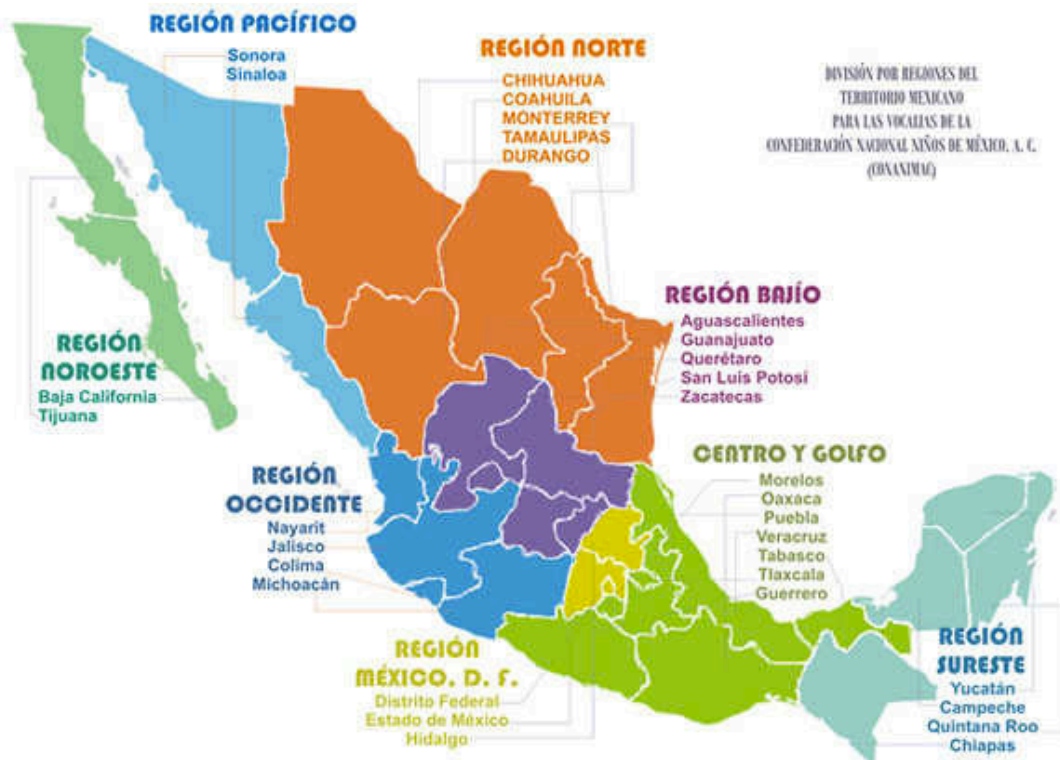 REGIÓN PACÍFICO
Sonora
Sinaloa
REGIÓN NORTE
CHIHUAHUA
COAHUILA
MONTERREY
TAMAULIPAS
DURANGO
DIVISIÓN POR REGIONES DEL
TERRITORIO MEXICANO
PARA LAS VOCALIAS DE LA
CONFEDERACIÓN NACIONAL NIÑOS DE MÉXICO, A. C.
(CONANIMAC)
REGIÓN BAJÍO
Aguascalientes
Guanajuato
Querétaro
San Luis Potosí
Zacatecas
REGIÓN
NOROESTE
Baja California
Tijuana
CENTRO Y GOLFO
Morelos
Oaxaca
Puebla
Veracruz
Tabasco
Tlaxcala
Guerrero
REGIÓN
OCCIDENTE
Nayarit
Jalisco
Colima
Michoacán
REGIÓN
MÉXICO. D. F.
Distrito Federal
Estado de México
Hidalgo
REGIÓN
SURESTE
Yucatán
Campeche
Quintana Roo
Chiapas